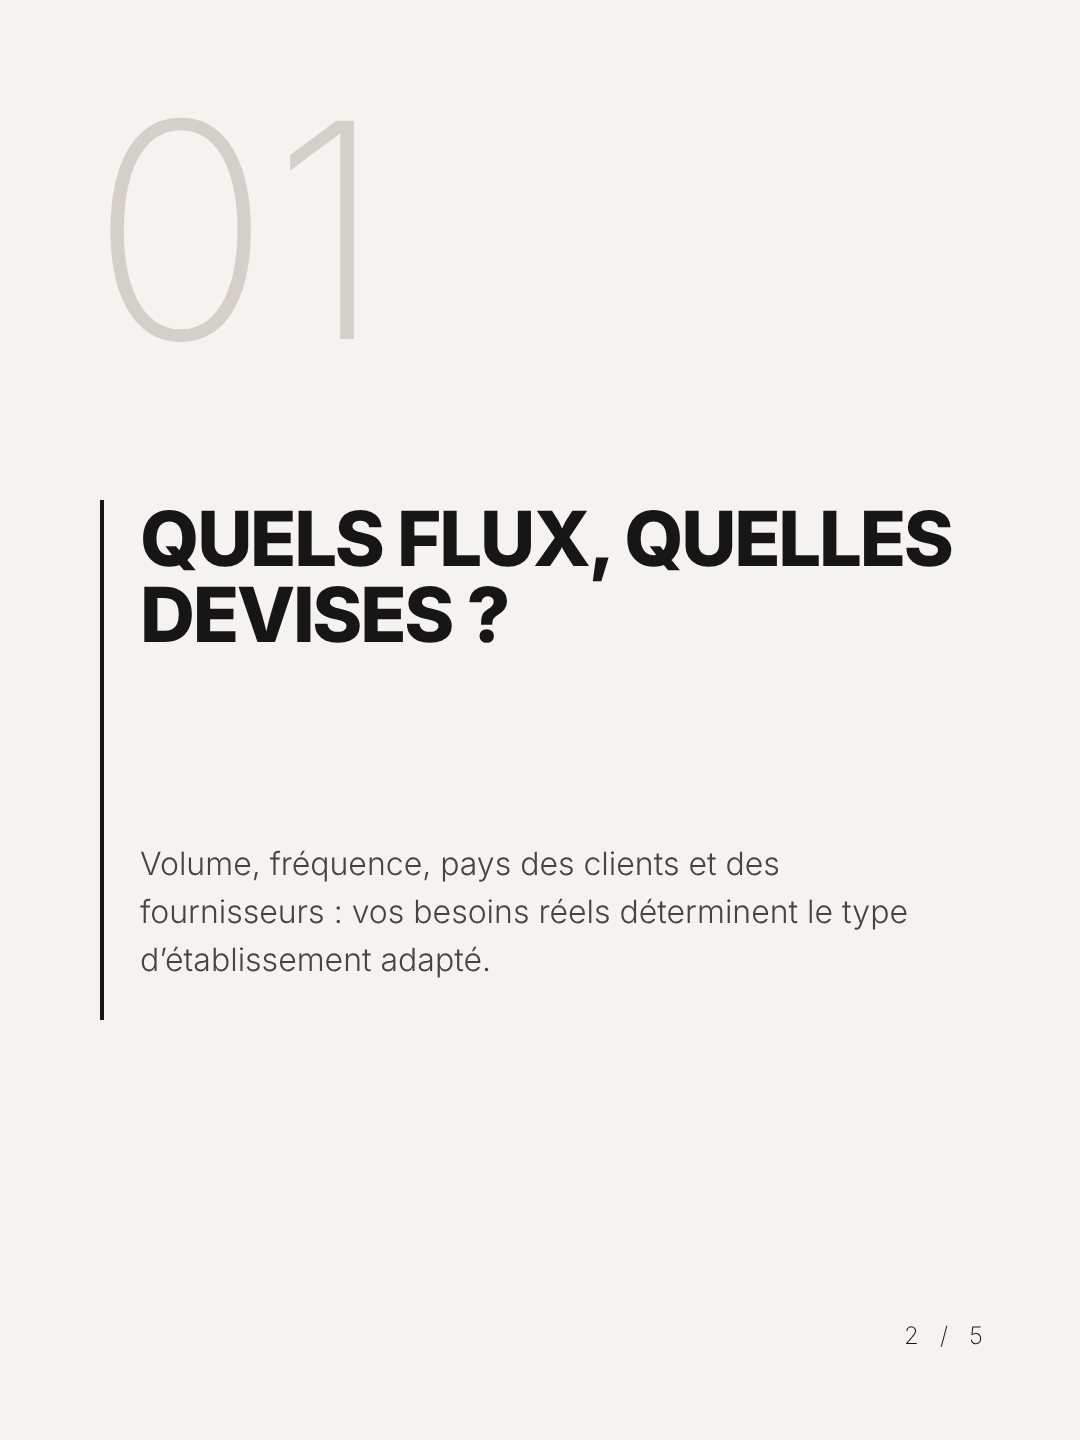 01
QUELS FLUX, QUELLES
DEVISES ?
Volume, fréquence, pays des clients et des
fournisseurs : vos besoins réels déterminent le type
d’établissement adapté.
2 / 5